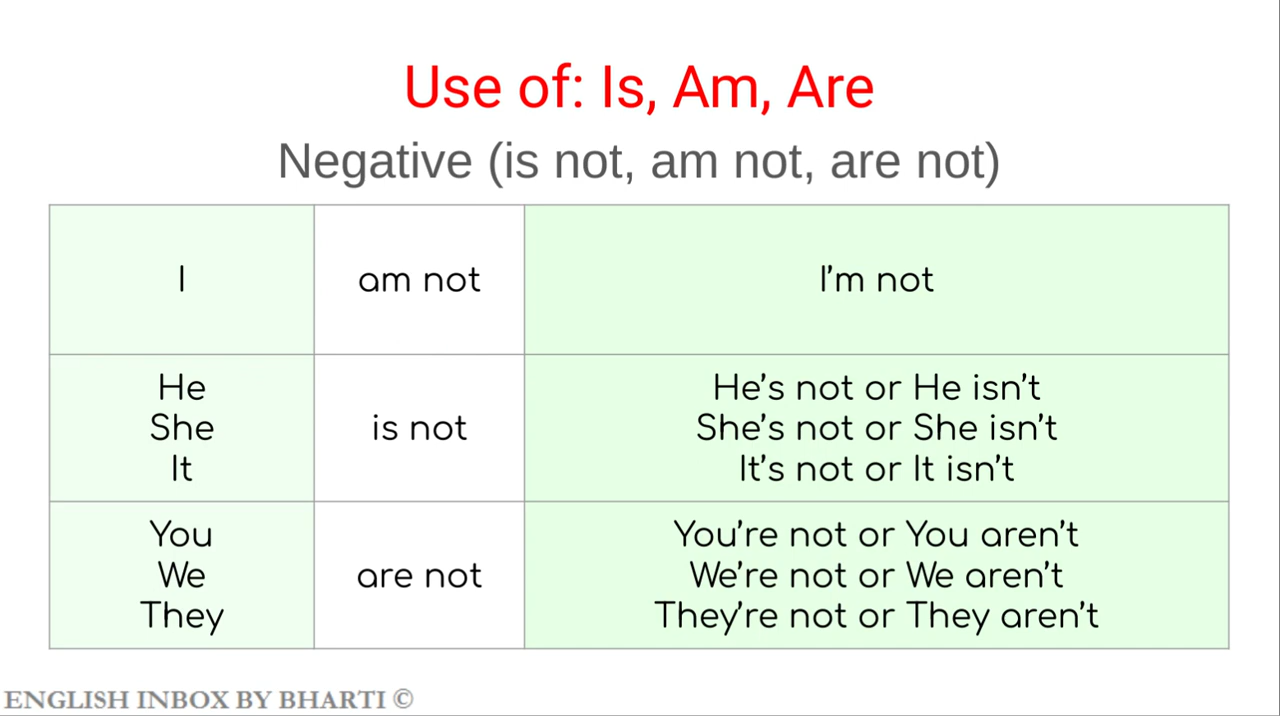 Use of: Is, Am, Are
Negative (is not, am not, are not)
I
am not
I’m not
He
She
It
is not
He’s not or He isn’t
She’s not or She isn’t
It’s not or It isn’t
You
We
They
are not
You’re not or You aren’t
We’re not or We aren’t
They’re not or They aren’t
ENGLISH INBOX BY BHARTI ©